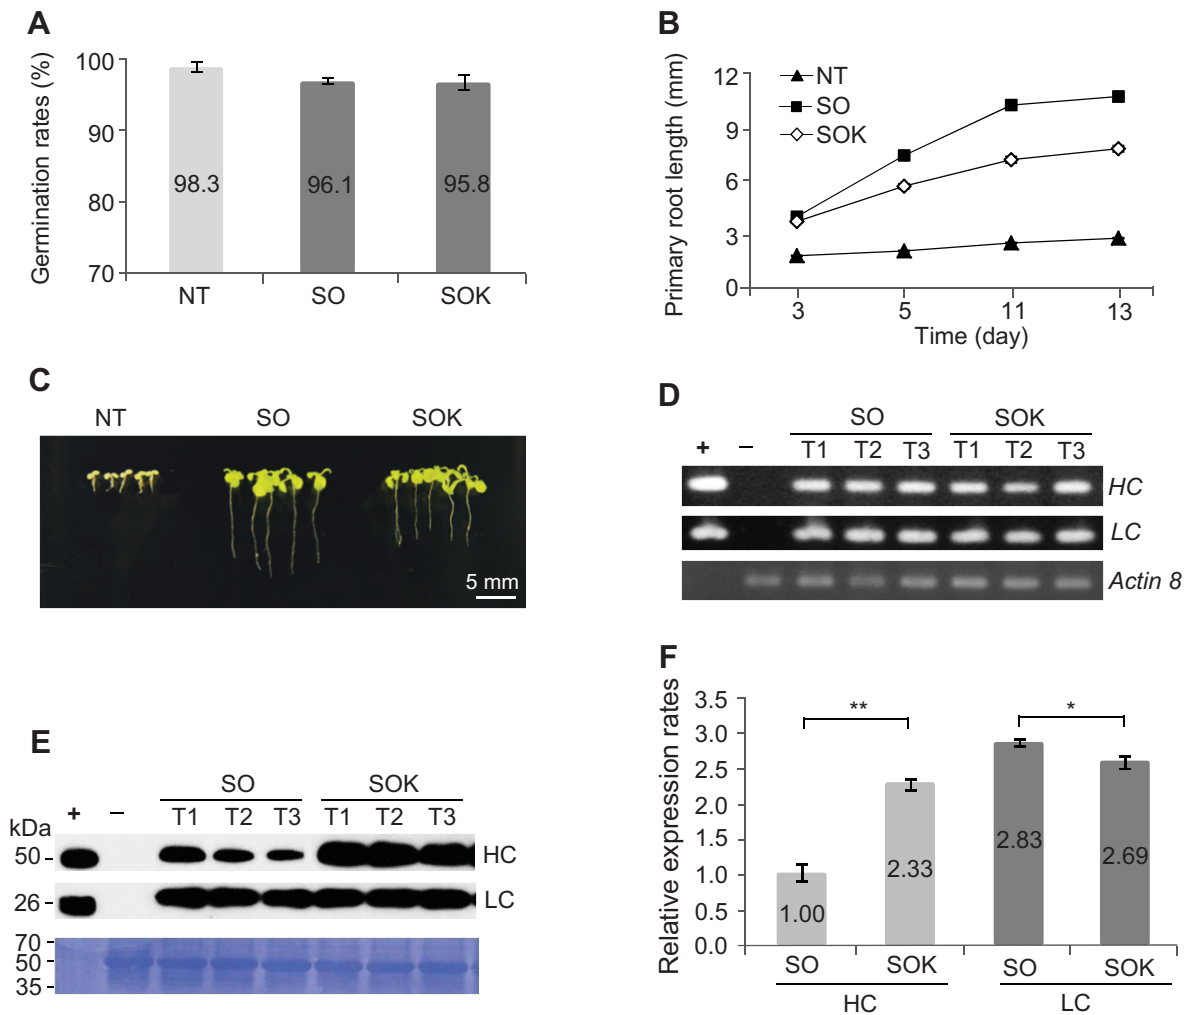 A
Germination rates (%)
100
90
80
70
98.3
96.1
95.8
NT SO SOK
B
Primary root length (mm)
12
9
6
3
0
NT
SO
SOK
3 5 11 13
Time (day)
C
NT SO SOK
5 mm
D
SO SOK
+ – T1 T2 T3 T1 T2 T3
HC
LC
Actin 8
E
SO SOK
+ – T1 T2 T3 T1 T2 T3
kDa
50 HC
26 LC
70
50
35
F
Relative expression rates
3.5
3.0
2.5
2.0
1.5
1.0
0.5
0.0
** *
1.00
2.33
2.83
2.69
SO SOK SO SOK
HC LC